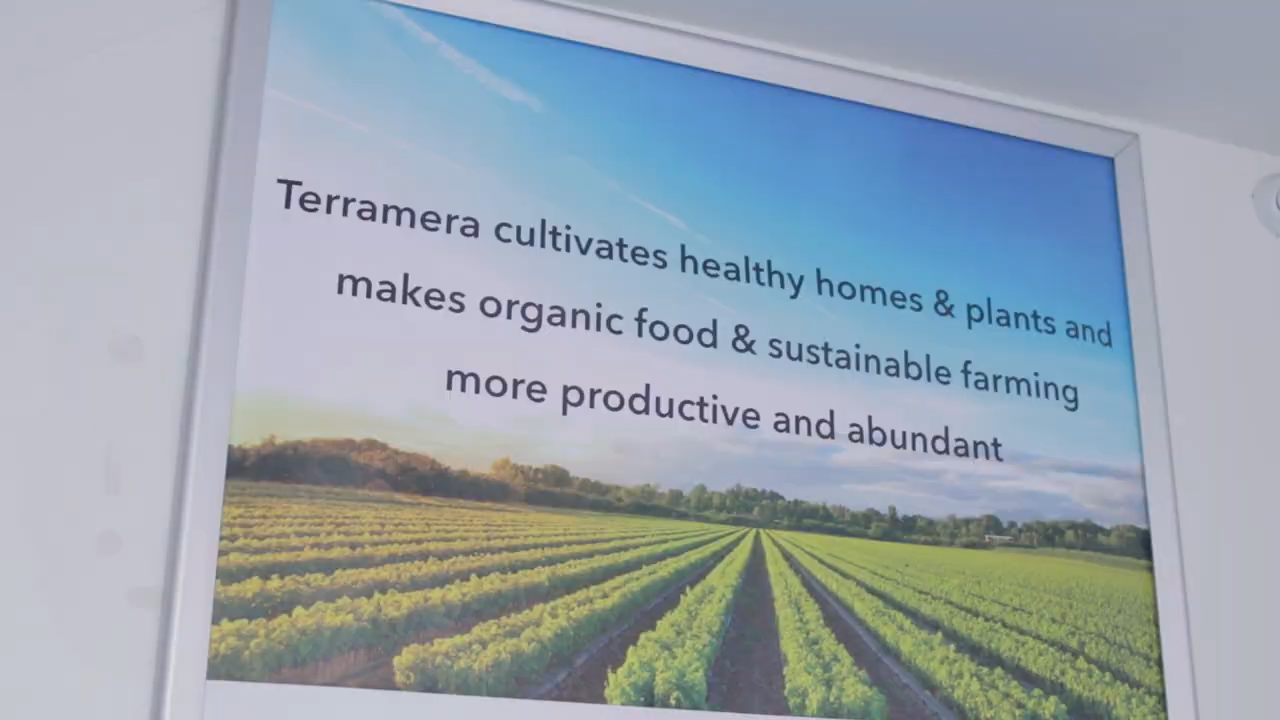 Terramera cultivates healthy homes & plants and
makes organic food & sustainable farming
more productive and abundant